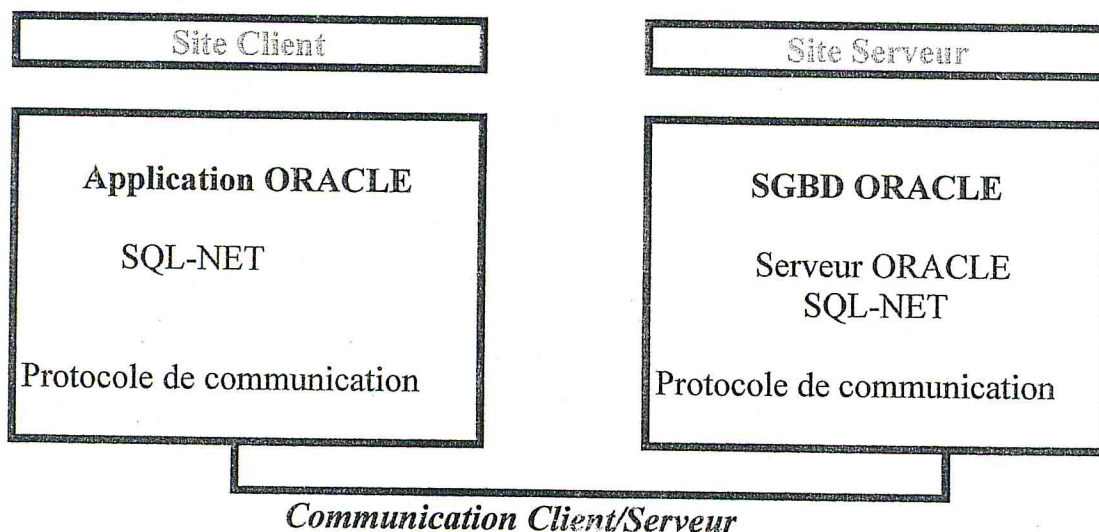 Site Client
Site Serveur
Application ORACLE
SQL-NET
Protocole de communication
SGBD ORACLE
Serveur ORACLE
SQL-NET
Protocole de communication
Communication Client/Serveur